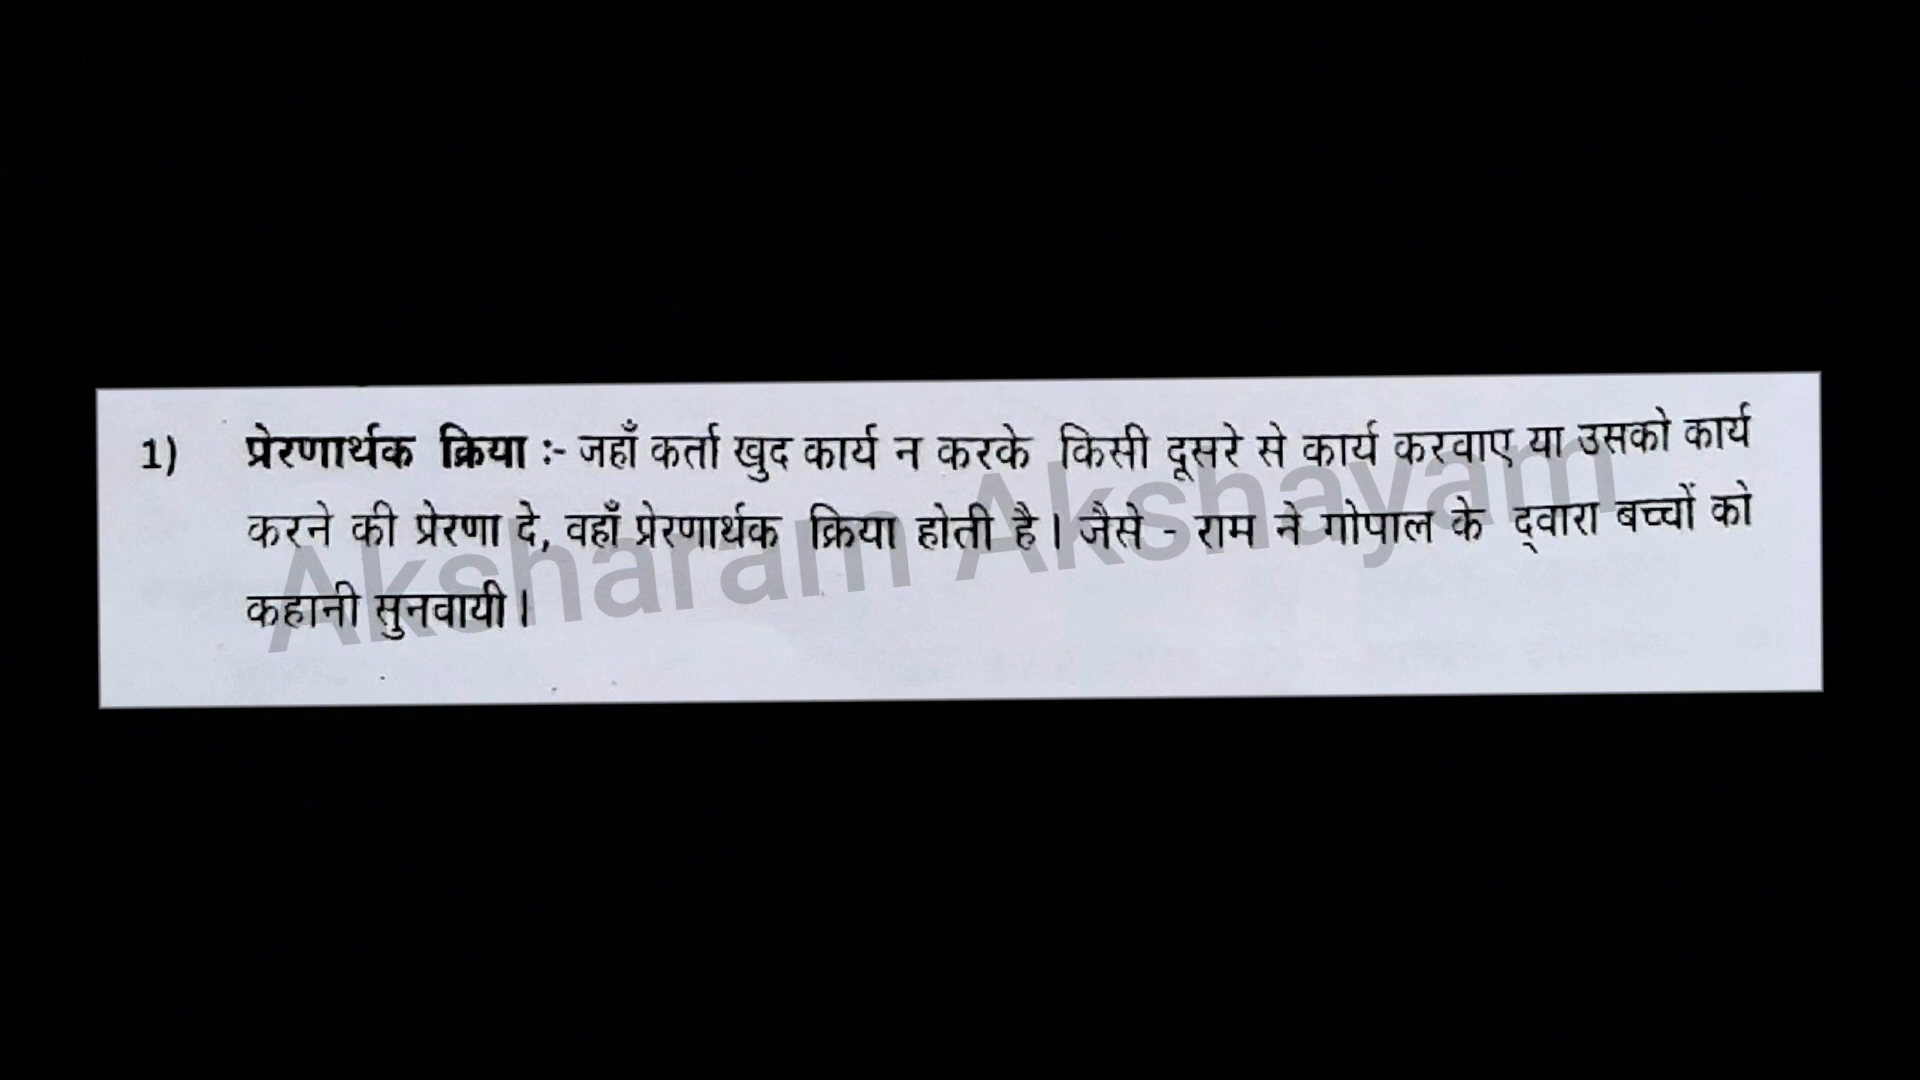 1) प्रेरणार्थक क्रिया :- जहाँ कर्ता खुद कार्य न करके किसी दूसरे से कार्य करवाए या उसको कार्य
करने की प्रेरणा दे, वहाँ प्रेरणार्थक क्रिया होती है। जैसे - राम ने गोपाल के द्‌वारा बच्चों को
कहानी सुनवायी।
Aksharam Akshayam